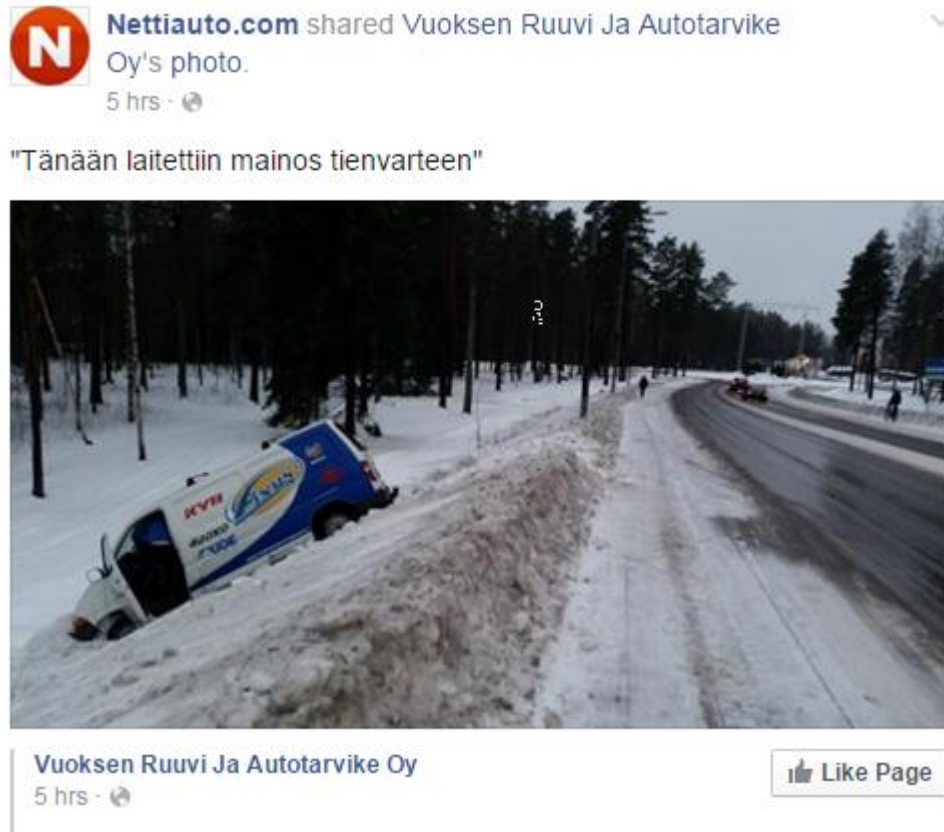 N
Nettiauto.com shared Vuoksen Ruuvi Ja Autotarvike
Oy's photo.
5 hrs ·
"Tänään laitettiin mainos tienvarteen"
KYB
Vuoksen Ruuvi Ja Autotarvike Oy
5 hrs ·
Like Page